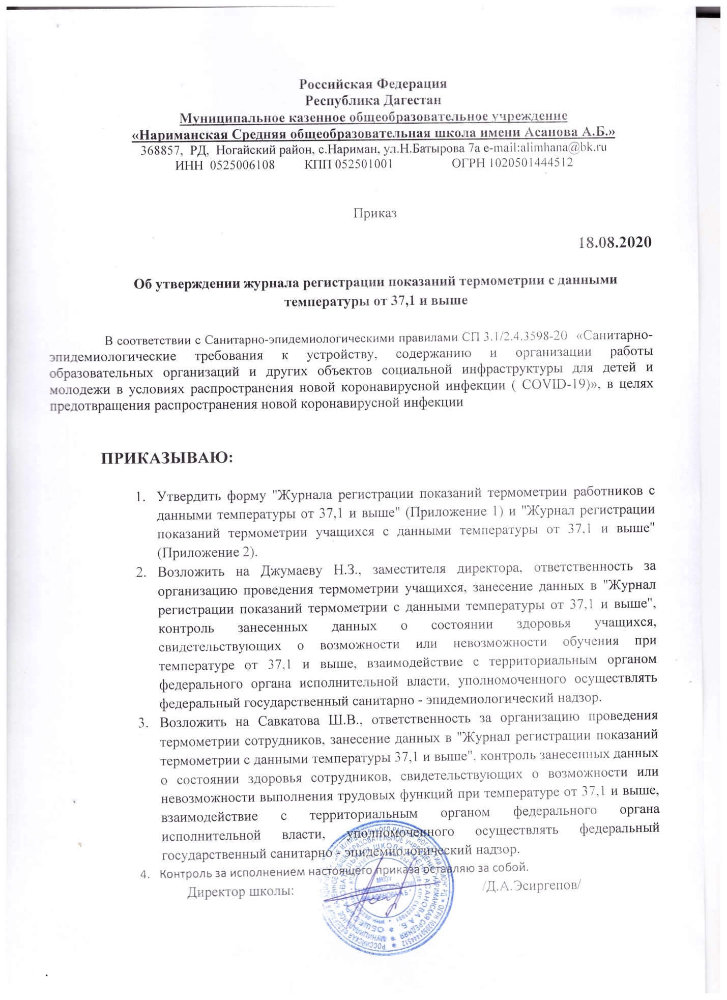 Российская Федерация
Республика Дагестан
Муниципальное казенное общеобразовательное учреждение
«Нариманская Средняя общеобразовательная школа имени Асанова А.Б.»
368857, РД, Ногайский район, с.Нариман, ул.Н.Батырова 7а e-mail:alimhana@bk.ru
ИНН 0525006108 КПП 052501001 ОГРН 1020501444512
Приказ
18.08.2020
Об утверждении журнала регистрации показаний термометрии с данными
температуры от 37,1 и выше
В соответствии с Санитарно-эпидемиологическими правилами СП 3.1/2.4.3598-20 «Санитарно-
эпидемиологические требования к устройству, содержанию и организации работы
образовательных организаций и других объектов социальной инфраструктуры для детей и
молодежи в условиях распространения новой коронавирусной инфекции ( COVID-19)», в целях
предотвращения распространения новой коронавирусной инфекции
ПРИКАЗЫВАЮ:
1. Утвердить форму "Журнала регистрации показаний термометрии работников с
данными температуры от 37,1 и выше" (Приложение 1) и "Журнал регистрации
показаний термометрии учащихся с данными температуры от 37,1 и выше"
(Приложение 2).
2. Возложить на Джумаеву Н.З., заместителя директора, ответственность за
организацию проведения термометрии учащихся, занесение данных в "Журнал
регистрации показаний термометрии с данными температуры от 37,1 и выше",
контроль занесенных данных о состоянии здоровья учащихся,
свидетельствующих о возможности или невозможности обучения при
температуре от 37,1 и выше, взаимодействие с территориальным органом
федерального органа исполнительной власти, уполномоченного осуществлять
федеральный государственный санитарно - эпидемиологический надзор.
3. Возложить на Савкатова Ш.В., ответственность за организацию проведения
термометрии сотрудников, занесение данных в "Журнал регистрации показаний
термометрии с данными температуры 37,1 и выше", контроль занесенных данных
о состоянии здоровья сотрудников, свидетельствующих о возможности или
невозможности выполнения трудовых функций при температуре от 37,1 и выше,
взаимодействие с территориальным органом федерального органа
исполнительной власти, уполномоченного осуществлять федеральный
государственный санитарно - эпидемиологический надзор.
4. Контроль за исполнением настоящего приказа оставляю за собой.
Директор школы: /Д.А.Эсиргепов/